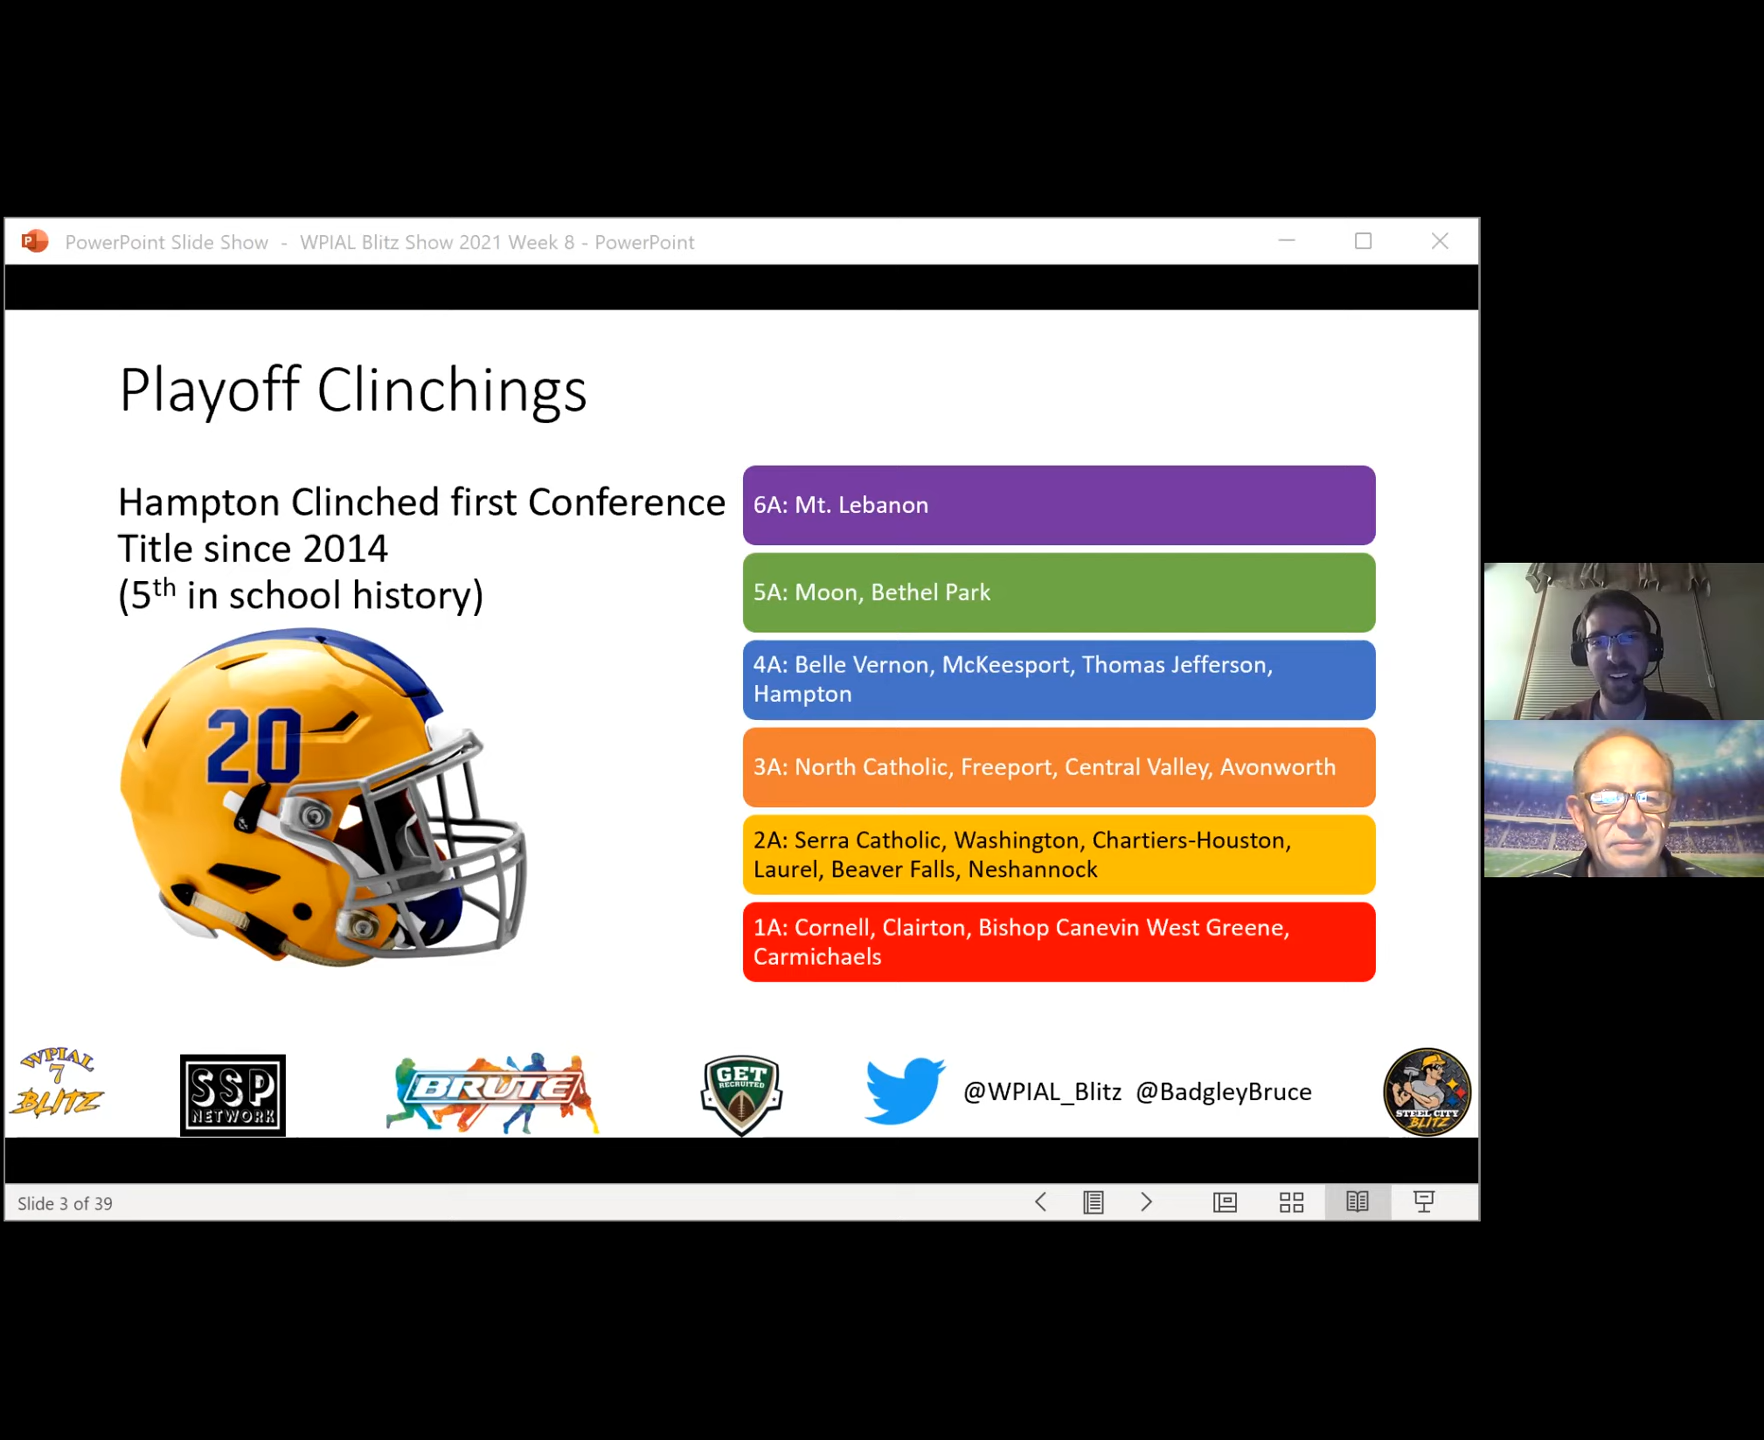 PowerPoint Slide Show - WPIAL Blitz Show 2021 Week 8 - PowerPoint
Playoff Clinchings
Hampton Clinched first Conference
Title since 2014
(5th in school history)
20
6A: Mt. Lebanon
5A: Moon, Bethel Park
4A: Belle Vernon, McKeesport, Thomas Jefferson,
Hampton
3A: North Catholic, Freeport, Central Valley, Avonworth
2A: Serra Catholic, Washington, Chartiers-Houston,
Laurel, Beaver Falls, Neshannock
1A: Cornell, Clairton, Bishop Canevin West Greene,
Carmichaels
WPIAL
7
BLITZ
SSP
NETWORK
BRUTE
GET
RECRUITED
@WPIAL_Blitz @BadgleyBruce
STEEL CITY
BLITZ
Slide 3 of 39